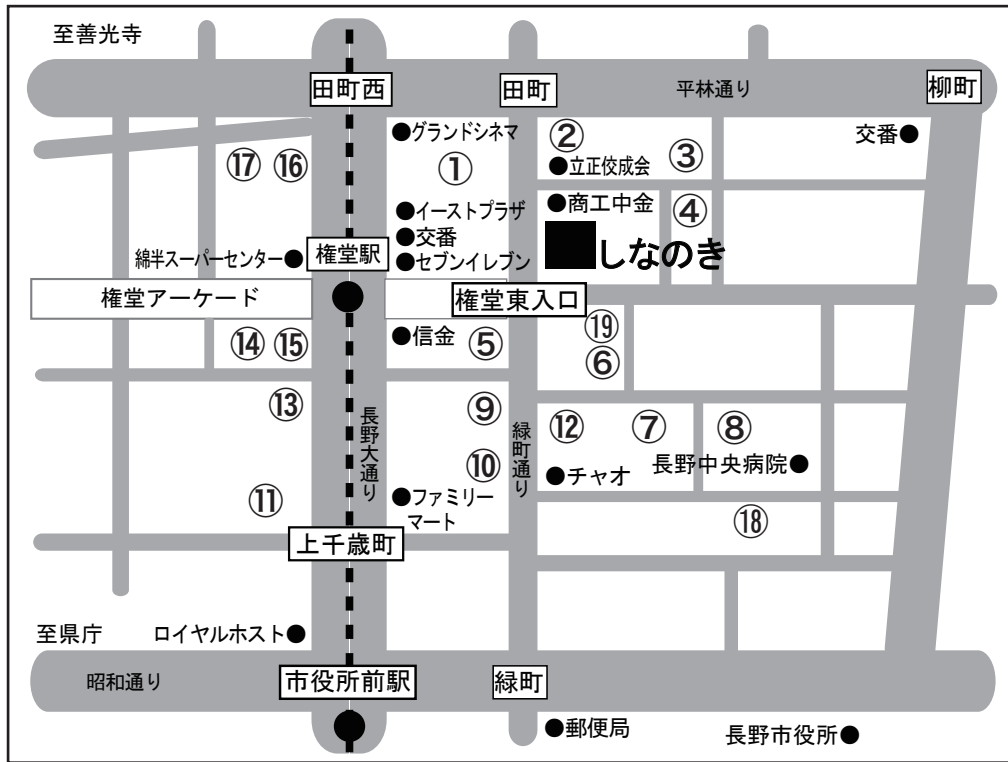 至善光寺
田町西
田町
平林通り
柳町
●グランドシネマ
②
交番●
⑰
⑯
①
●立正佼成会
③
●イーストプラザ
●商工中金
④
●交番
綿半スーパーセンター●
権堂駅
●セブンイレブン
■しなのき
権堂アーケード
権堂東入口
⑭
⑮
●信金
⑤
⑲
⑥
⑬
長野大通り
⑨
緑町通り
⑫
⑦
⑧
⑩
●チャオ
長野中央病院●
⑪
●ファミリー
マート
⑱
上千歳町
至県庁
ロイヤルホスト●
昭和通り
市役所前駅
緑町
●郵便局
長野市役所●